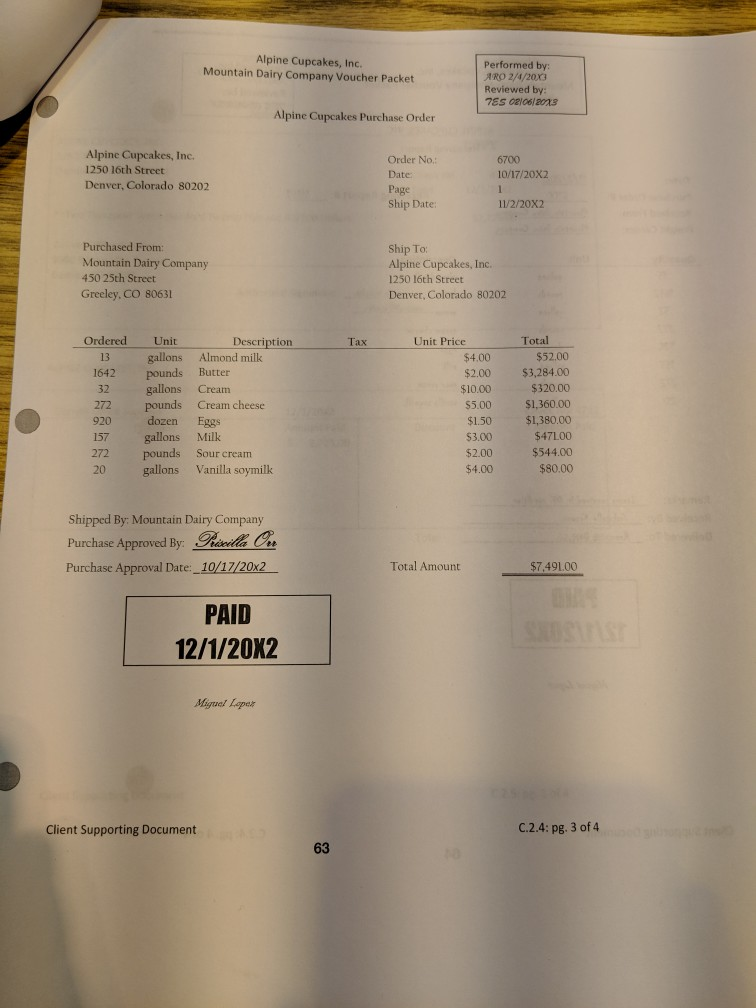 Alpine Cupcakes, Inc.
Mountain Dairy Company Voucher Packet
Performed by:
ARO 2/4/20X3
Reviewed by:
TES 02/06/20X3
Alpine Cupcakes Purchase Order
Alpine Cupcakes, Inc.
1250 16th Street
Denver, Colorado 80202
Order No.: 6700
Date: 10/17/20X2
Page 1
Ship Date: 11/2/20X2
Purchased From:
Mountain Dairy Company
450 25th Street
Greeley, CO 80631
Ship To:
Alpine Cupcakes, Inc.
1250 16th Street
Denver, Colorado 80202
Ordered Unit Description Tax Unit Price Total
13 gallons Almond milk $4.00 $52.00
1642 pounds Butter $2.00 $3,284.00
32 gallons Cream $10.00 $320.00
272 pounds Cream cheese $5.00 $1,360.00
920 dozen Eggs $1.50 $1,380.00
157 gallons Milk $3.00 $471.00
272 pounds Sour cream $2.00 $544.00
20 gallons Vanilla soymilk $4.00 $80.00
Shipped By: Mountain Dairy Company
Purchase Approved By: Priscilla Orr
Purchase Approval Date: 10/17/20x2
Total Amount $7,491.00
PAID
12/1/20X2
Miguel Lopez
Client Supporting Document
C.2.4: pg. 3 of 4
63